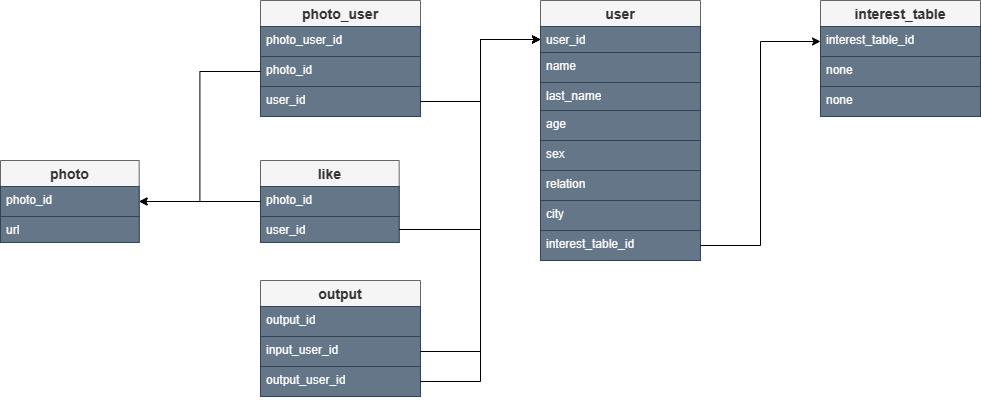 photo_user
photo_user_id
photo_id
user_id
user
user_id
name
last_name
age
sex
relation
city
interest_table_id
interest_table
interest_table_id
none
none
photo
photo_id
url
like
photo_id
user_id
output
output_id
input_user_id
output_user_id